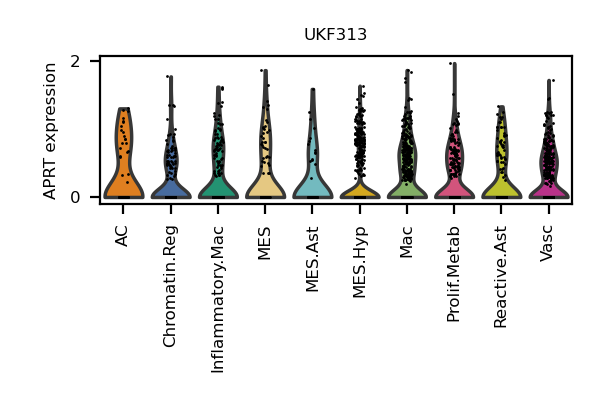 UKF313
APRT expression
2
0
AC
Chromatin.Reg
Inflammatory.Mac
MES
MES.Ast
MES.Hyp
Mac
Prolif.Metab
Reactive.Ast
Vasc